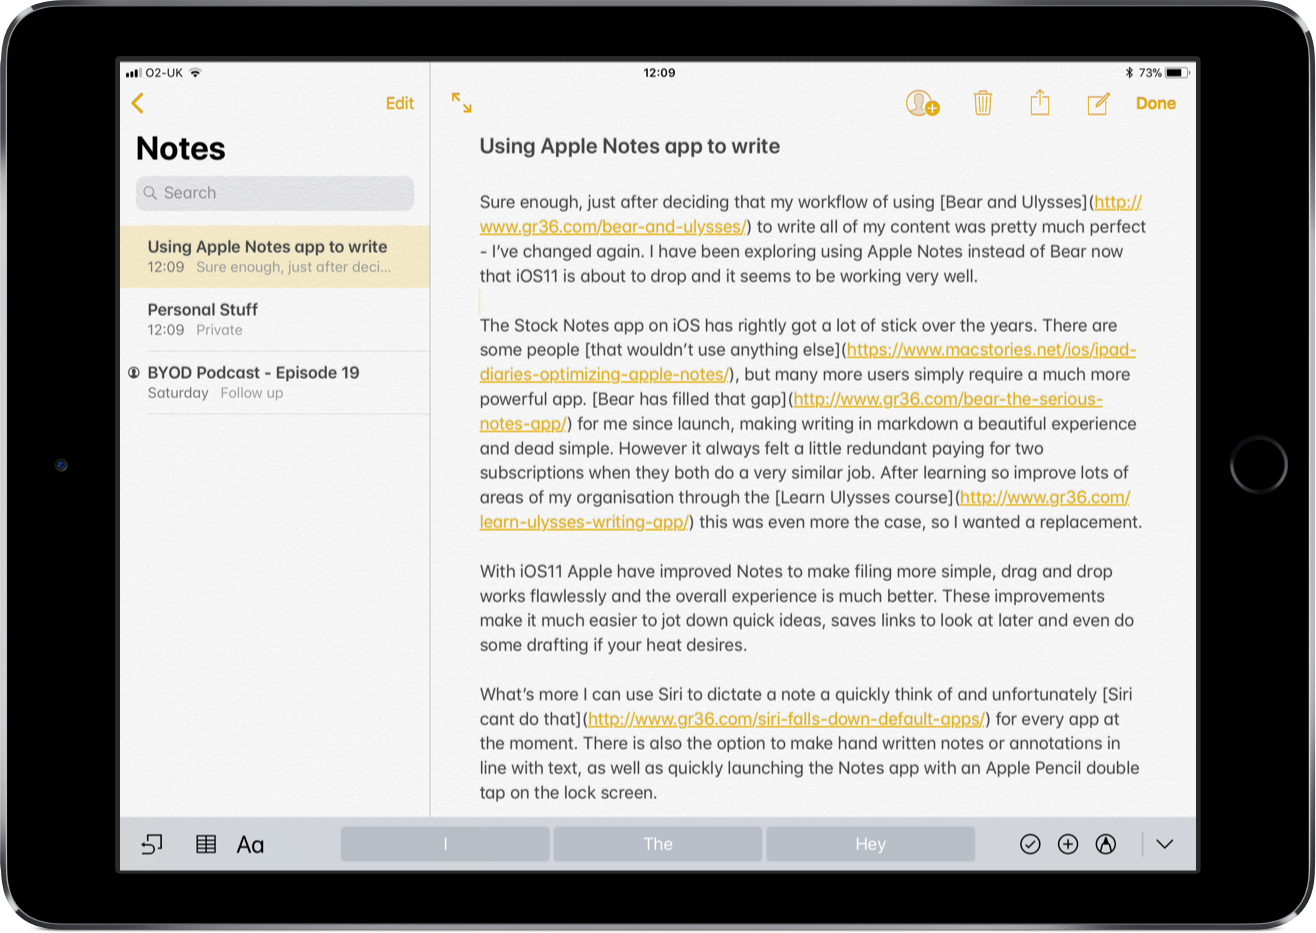 O2-UK
12:09
73%
Edit
Done
Notes
Search
Using Apple Notes app to write
12:09 Sure enough, just after deci...
Personal Stuff
12:09 Private
BYOD Podcast - Episode 19
Saturday Follow up
Using Apple Notes app to write
Sure enough, just after deciding that my workflow of using [Bear and Ulysses](http://
www.gr36.com/bear-and-ulysses/) to write all of my content was pretty much perfect
- I've changed again. I have been exploring using Apple Notes instead of Bear now
that iOS11 is about to drop and it seems to be working very well.
The Stock Notes app on iOS has rightly got a lot of stick over the years. There are
some people [that wouldn't use anything else](https://www.macstories.net/ios/ipad-
diaries-optimizing-apple-notes/), but many more users simply require a much more
powerful app. [Bear has filled that gap](http://www.gr36.com/bear-the-serious-
notes-app/) for me since launch, making writing in markdown a beautiful experience
and dead simple. However it always felt a little redundant paying for two
subscriptions when they both do a very similar job. After learning so improve lots of
areas of my organisation through the [Learn Ulysses course](http://www.gr36.com/
learn-ulysses-writing-app/) this was even more the case, so I wanted a replacement.
With iOS11 Apple have improved Notes to make filing more simple, drag and drop
works flawlessly and the overall experience is much better. These improvements
make it much easier to jot down quick ideas, saves links to look at later and even do
some drafting if your heat desires.
What's more I can use Siri to dictate a note a quickly think of and unfortunately [Siri
cant do that](http://www.gr36.com/siri-falls-down-default-apps/) for every app at
the moment. There is also the option to make hand written notes or annotations in
line with text, as well as quickly launching the Notes app with an Apple Pencil double
tap on the lock screen.
Aa
I
The
Hey